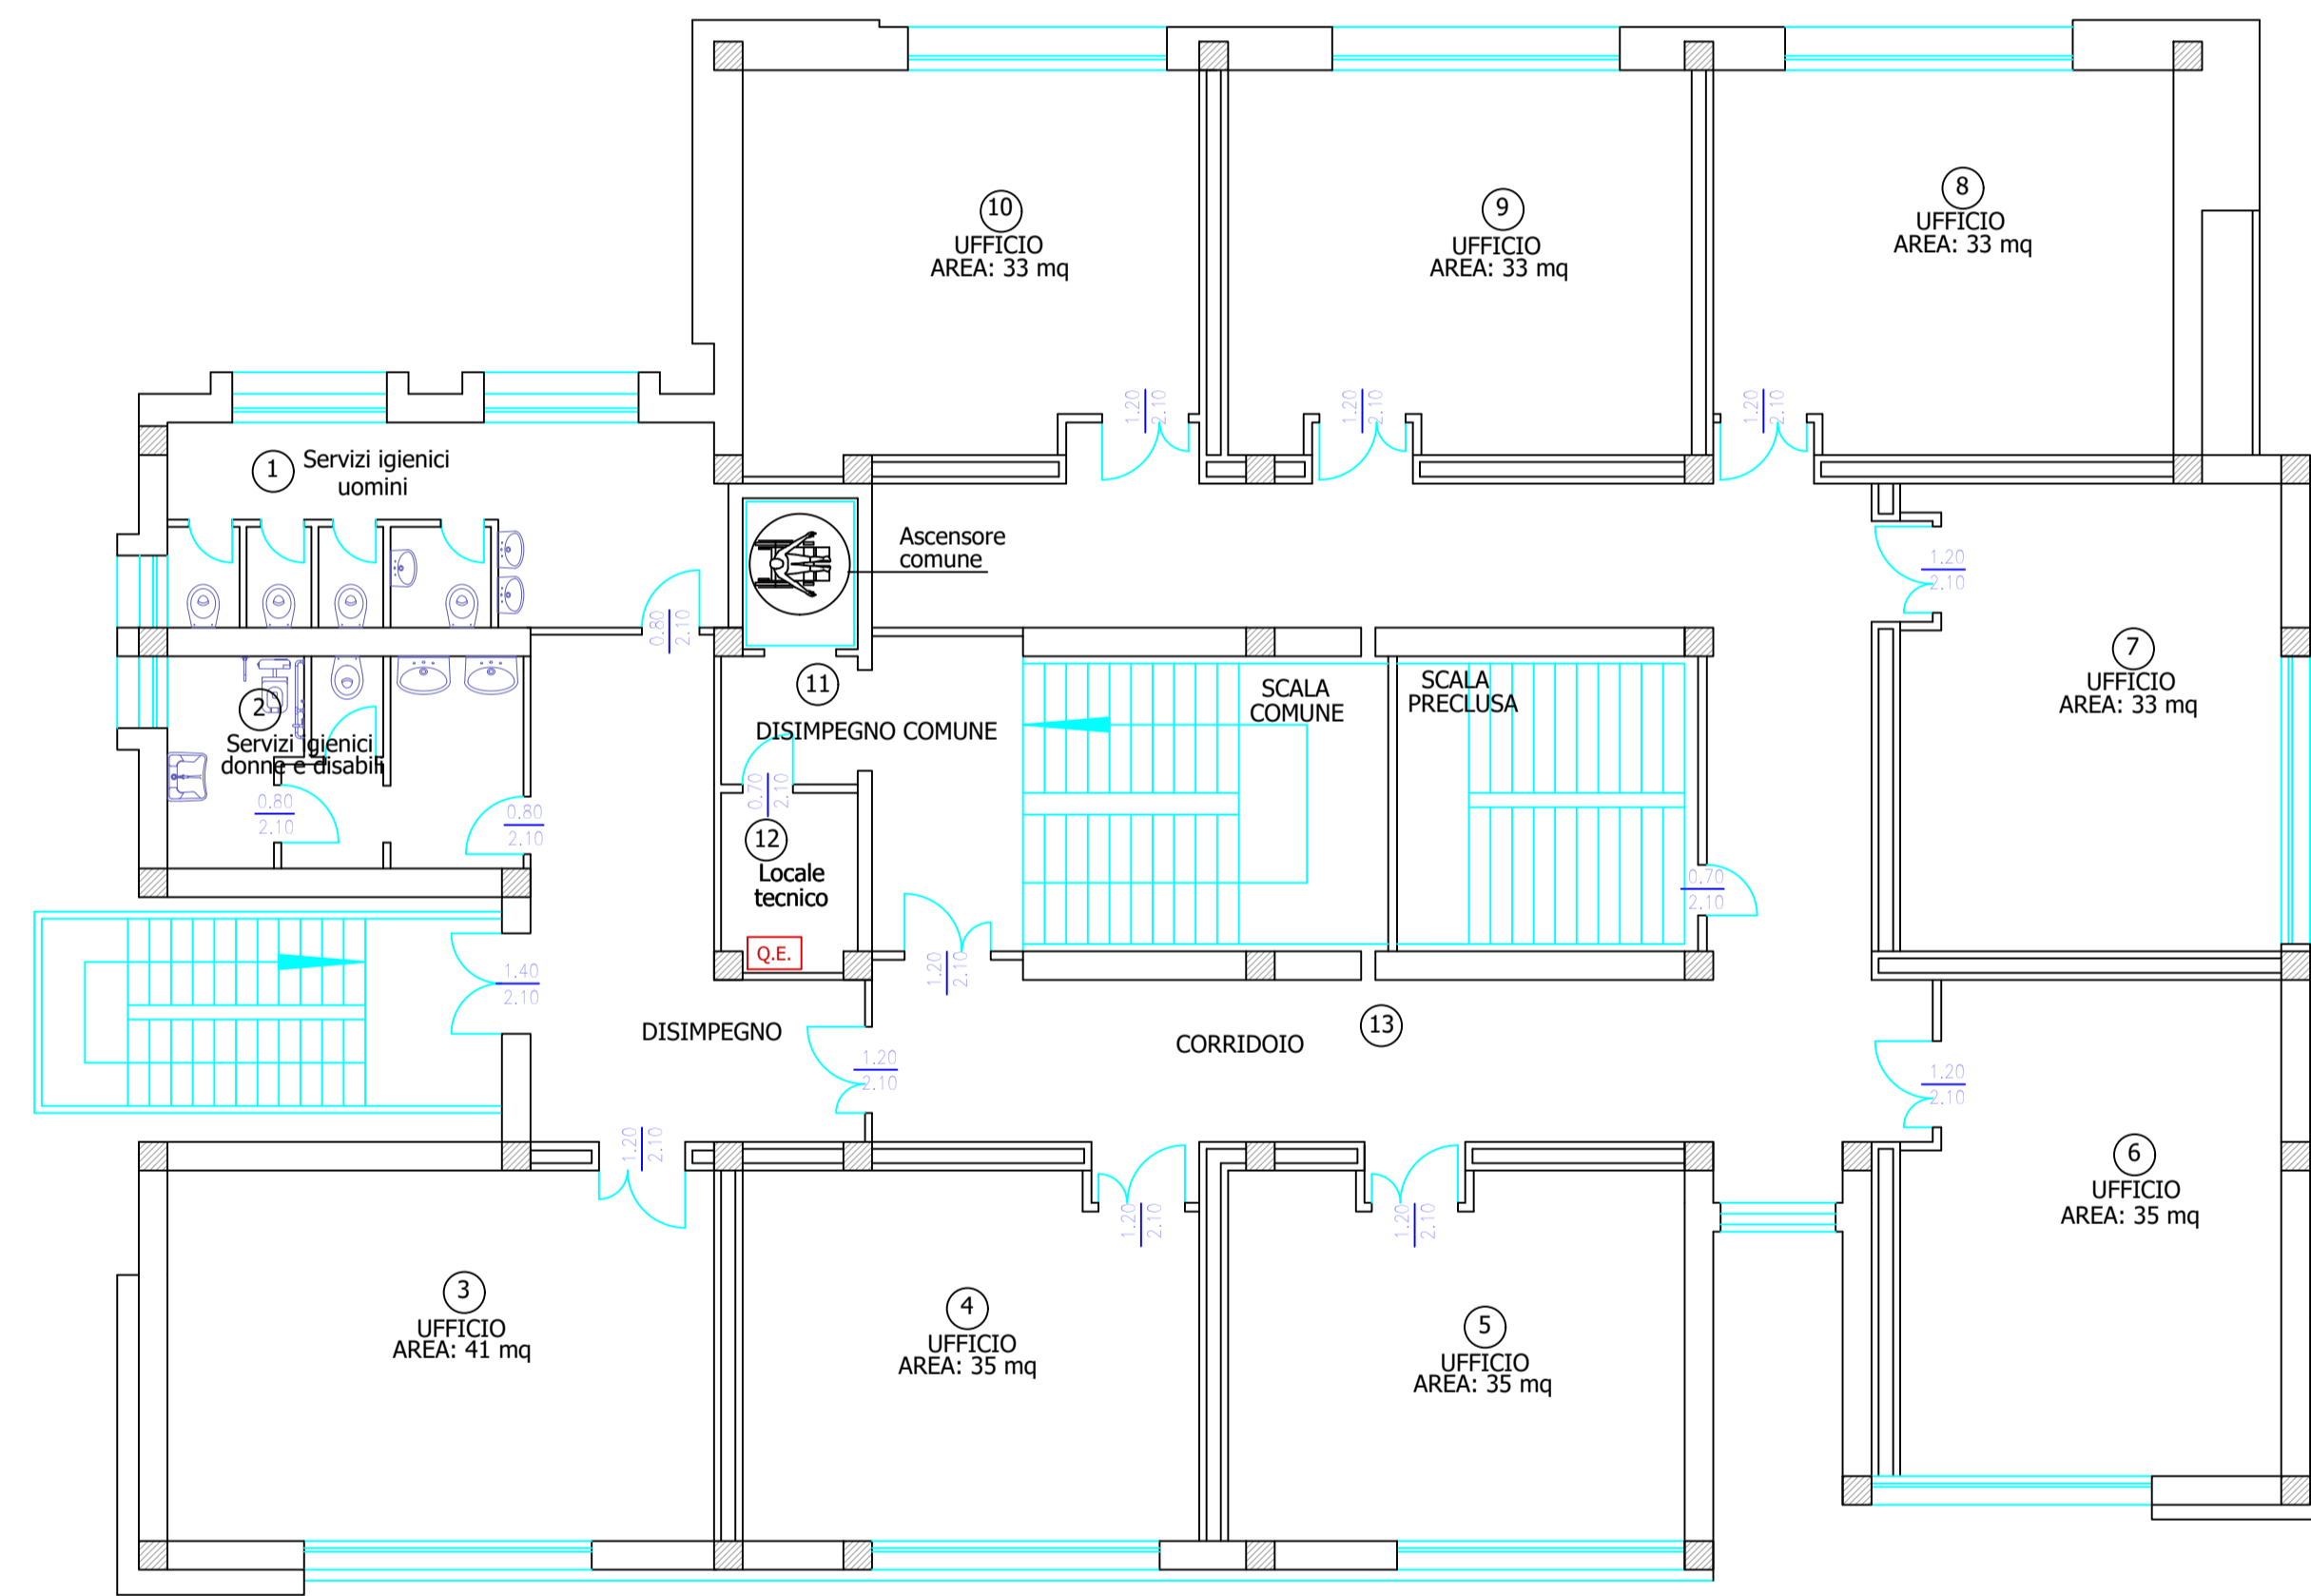 10
UFFICIO
AREA: 33 mq
9
UFFICIO
AREA: 33 mq
8
UFFICIO
AREA: 33 mq
1.20
2.10
1.20
2.10
1.20
2.10
1
Servizi igienici
uomini
Ascensore
comune
1.20
2.10
0.80
2.10
7
UFFICIO
AREA: 33 mq
11
DISIMPEGNO COMUNE
SCALA
COMUNE
SCALA
PRECLUSA
2
Servizi igienici
donne e disabili
0.80
2.10
0.80
2.10
0.70
2.10
12
Locale
tecnico
Q.E.
0.70
2.10
1.20
2.10
1.40
2.10
DISIMPEGNO
1.20
2.10
CORRIDOIO
13
1.20
2.10
1.20
2.10
1.20
2.10
1.20
2.10
6
UFFICIO
AREA: 35 mq
3
UFFICIO
AREA: 41 mq
4
UFFICIO
AREA: 35 mq
5
UFFICIO
AREA: 35 mq